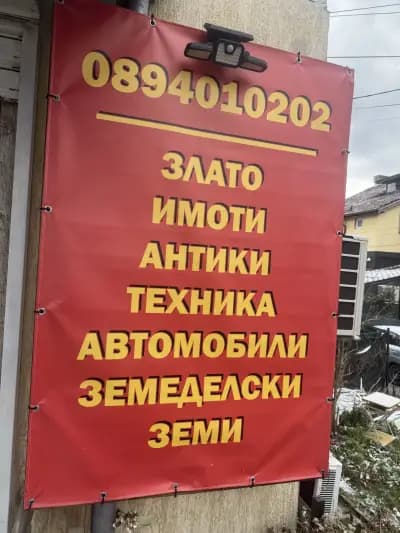 0894010202
ЗЛАТО
ИМОТИ
АНТИКИ
ТЕХНИКА
АВТОМОБИЛИ
ЗЕМЕДЕЛСКИ
ЗЕМИ